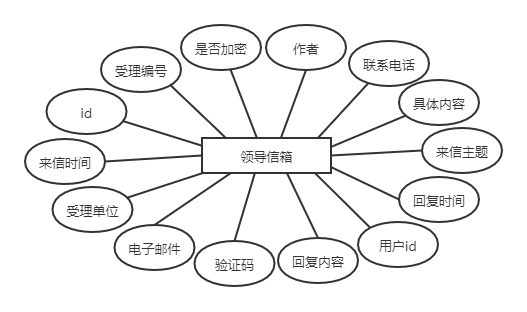 是否加密
作者
受理编号
联系电话
具体内容
id
领导信箱
来信主题
来信时间
回复时间
受理单位
用户id
电子邮件
验证码
回复内容